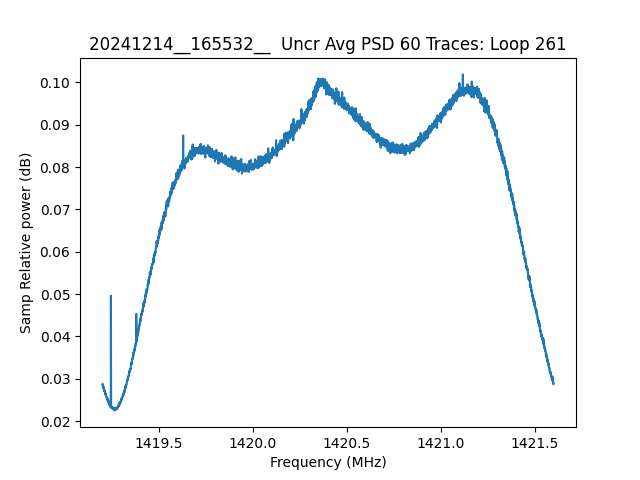 20241214__165532__  Uncr Avg PSD 60 Traces: Loop 261
0.10
0.09
0.08
0.07
0.06
0.05
0.04
0.03
0.02
Samp Relative power (dB)
1419.5 1420.0 1420.5 1421.0 1421.5
Frequency (MHz)